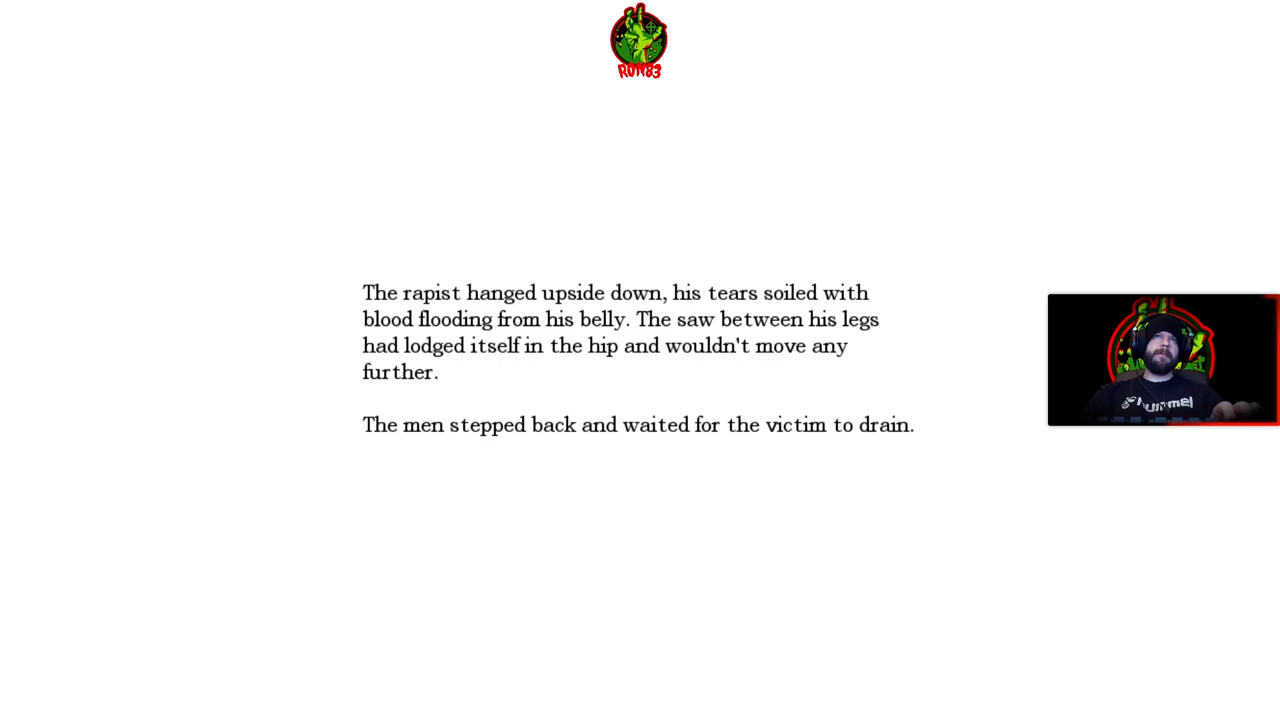 RON83
The rapist hanged upside down, his tears soiled with
blood flooding from his belly. The saw between his legs
had lodged itself in the hip and wouldn't move any
further.
The men stepped back and waited for the victim to drain.
hummel